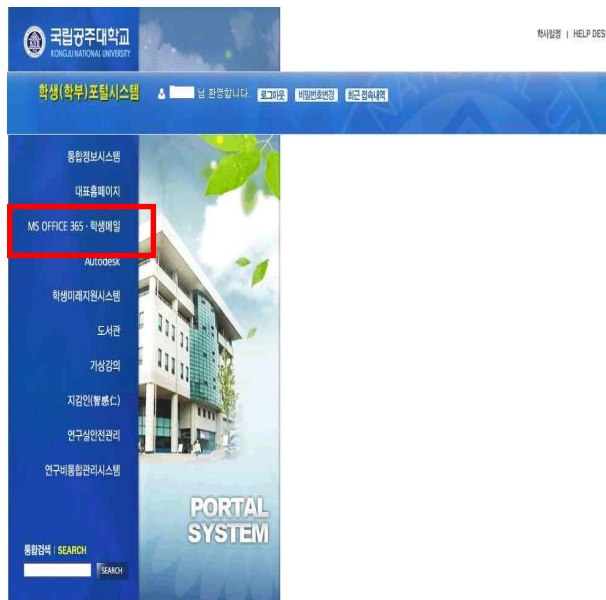 국립공주대학교
KONGJU NATIONAL UNIVERSITY
학사일정 | HELP DES
학생(학부)포털시스템
님 환영합니다. 로그아웃 비밀번호변경 최근 접속내역
NATIONAL U
통합정보시스템
대표홈페이지
MS OFFICE 365 · 학생메일
Autodesk
학생미래지원시스템
도서관
가상강의
지감인(智感仁)
연구실안전관리
연구비통합관리시스템
PORTAL
SYSTEM
통합검색 | SEARCH
SEARCH